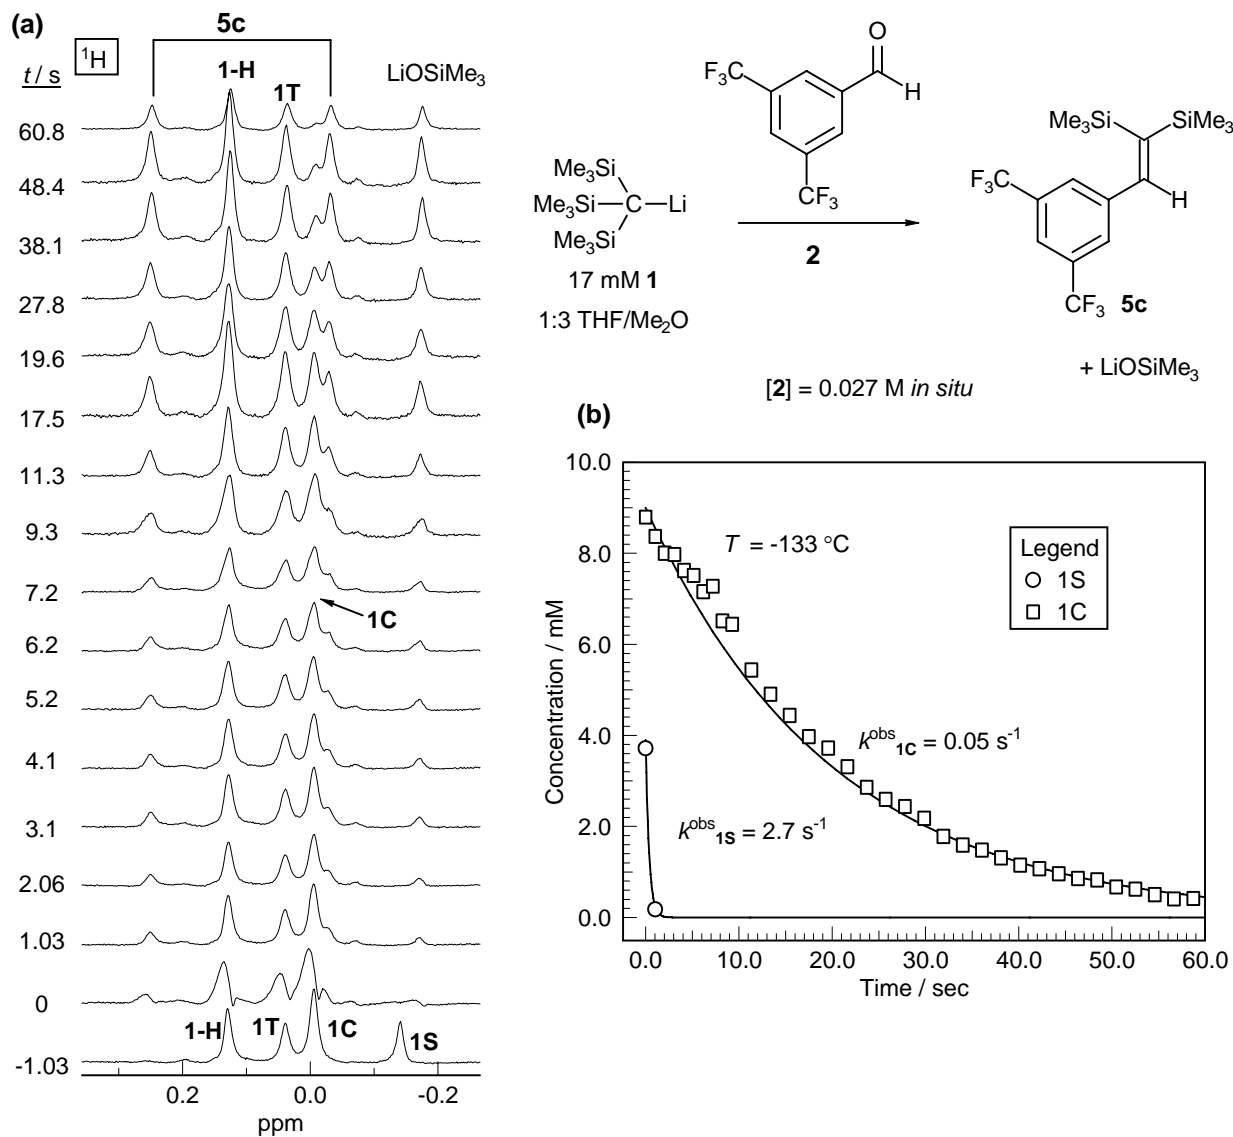 (a)
5c
¹H
1-H
1T
LiOSiMe₃
t / s
60.8
48.4
38.1
27.8
19.6
17.5
11.3
9.3
7.2
1C
6.2
5.2
4.1
3.1
2.06
1.03
0
1-H 1T 1C 1S
-1.03
0.2 0.0 -0.2
ppm
O
F₃C
H
CF₃
Me₃Si
Me₃Si C Li
Me₃Si
17 mM 1
1:3 THF/Me₂O
2
Me₃Si SiMe₃
F₃C
H
CF₃
5c
+ LiOSiMe₃
[2] = 0.027 M in situ
(b)
10.0
8.0
6.0
4.0
2.0
0.0
Concentration / mM
T = -133 °C
Legend
1S
1C
k^obs_1C = 0.05 s⁻¹
k^obs_1S = 2.7 s⁻¹
0.0 10.0 20.0 30.0 40.0 50.0 60.0
Time / sec